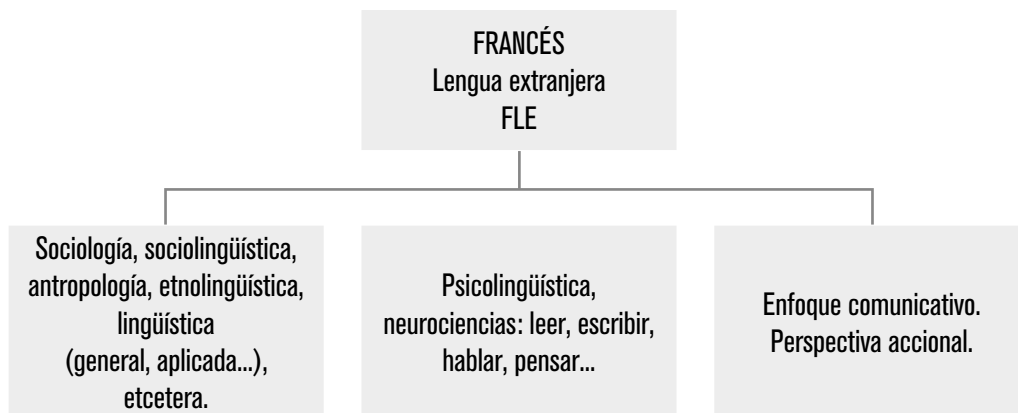 FRANCÉS
Lengua extranjera
FLE
Sociología, sociolingüística,
antropología, etnolingüística,
lingüística
(general, aplicada...),
etcetera.
Psicolingüística,
neurociencias: leer, escribir,
hablar, pensar...
Enfoque comunicativo.
Perspectiva accional.